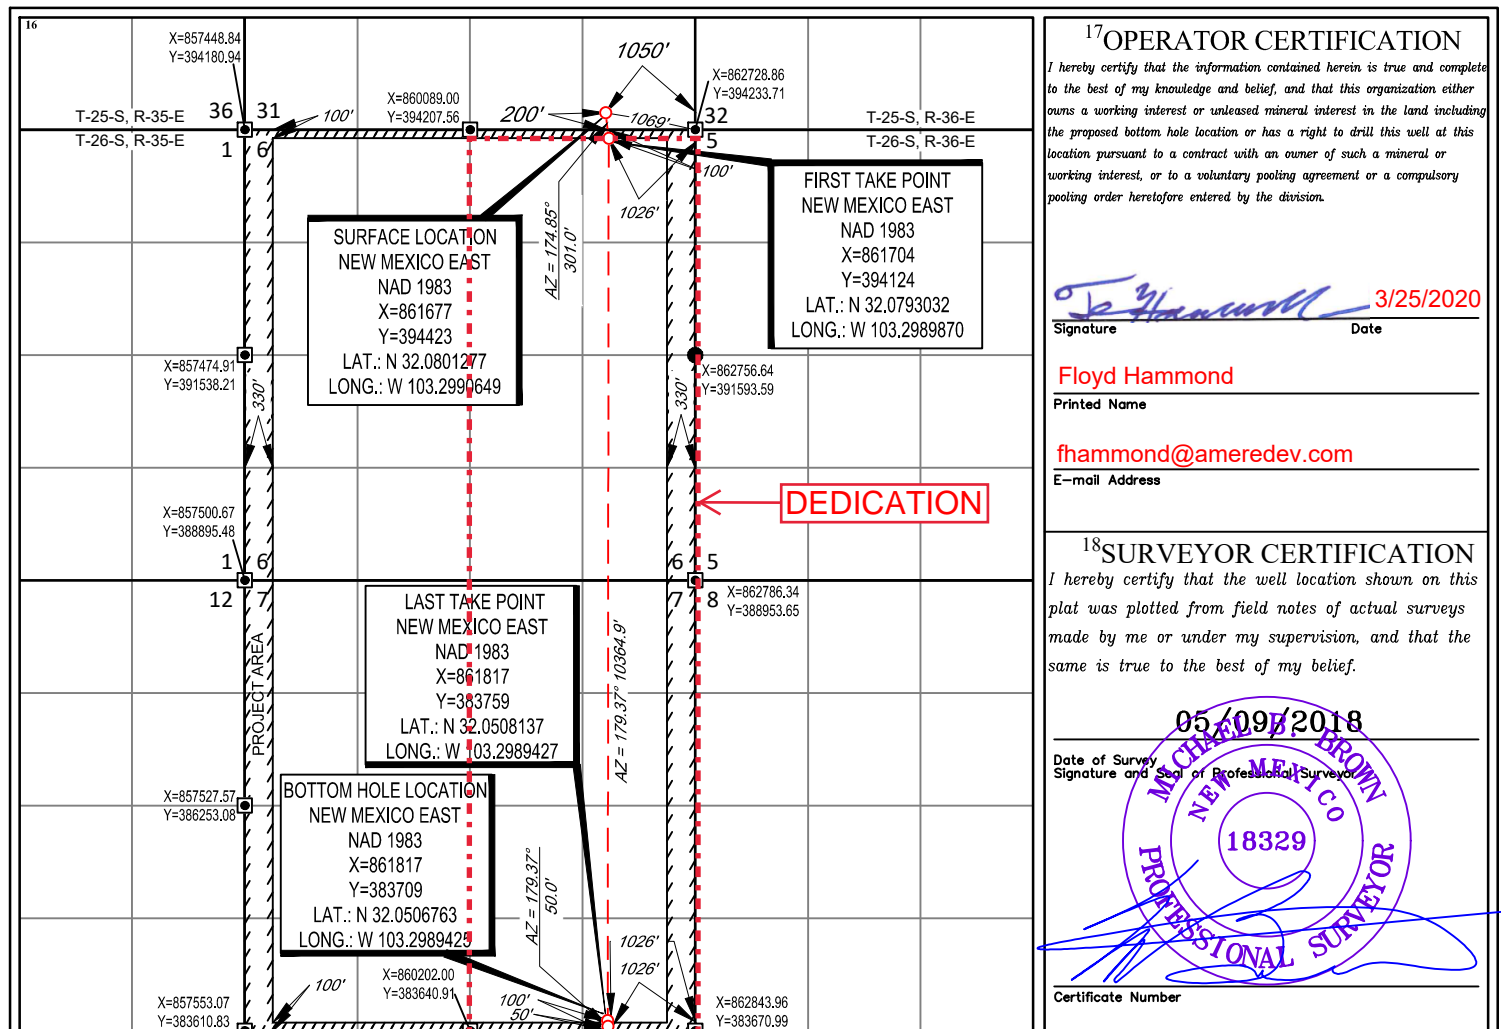 16
X=857448.84
Y=394180.94
1050'
X=862728.86
Y=394233.71
X=860089.00
Y=394207.56
36 31
100'
200'
1069'
32
T-25-S, R-35-E
T-25-S, R-36-E
T-26-S, R-35-E
T-26-S, R-36-E
1 6
5
100'
1026'
AZ = 174.85°
301.0'
SURFACE LOCATION
NEW MEXICO EAST
NAD 1983
X=861677
Y=394423
LAT.: N 32.0801277
LONG.: W 103.2990649
FIRST TAKE POINT
NEW MEXICO EAST
NAD 1983
X=861704
Y=394124
LAT.: N 32.0793032
LONG.: W 103.2989870
X=857474.91
Y=391538.21
330'
330'
X=862756.64
Y=391593.59
DEDICATION
X=857500.67
Y=388895.48
1 6
6 5
12 7
7 8
X=862786.34
Y=388953.65
LAST TAKE POINT
NEW MEXICO EAST
NAD 1983
X=861817
Y=383759
LAT.: N 32.0508137
LONG.: W 103.2989427
AZ = 179.37° 10364.9'
PROJECT AREA
X=857527.57
Y=386253.08
BOTTOM HOLE LOCATION
NEW MEXICO EAST
NAD 1983
X=861817
Y=383709
LAT.: N 32.0506763
LONG.: W 103.2989425
AZ = 179.37°
50.0'
1026'
1026'
100'
X=860202.00
Y=383640.91
100'
50'
X=857553.07
Y=383610.83
X=862843.96
Y=383670.99
17 OPERATOR CERTIFICATION
I hereby certify that the information contained herein is true and complete
to the best of my knowledge and belief, and that this organization either
owns a working interest or unleased mineral interest in the land including
the proposed bottom hole location or has a right to drill this well at this
location pursuant to a contract with an owner of such a mineral or
working interest, or to a voluntary pooling agreement or a compulsory
pooling order heretofore entered by the division.
3/25/2020
Signature Date
Floyd Hammond
Printed Name
fhammond@ameredev.com
E-mail Address
18 SURVEYOR CERTIFICATION
I hereby certify that the well location shown on this
plat was plotted from field notes of actual surveys
made by me or under my supervision, and that the
same is true to the best of my belief.
05/09/2018
Date of Survey
Signature and Seal of Professional Surveyor
MICHAEL B. BROWN
NEW MEXICO
18329
PROFESSIONAL SURVEYOR
Certificate Number